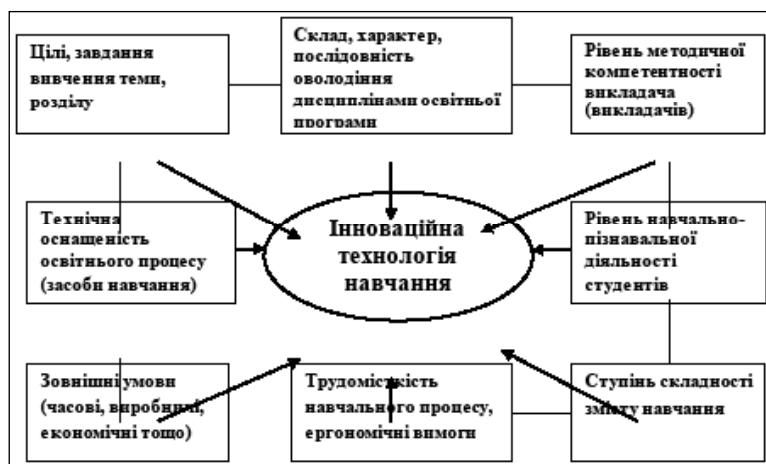 Цілі, завдання
вивчення теми,
розділу
Склад, характер,
послідовність
оволодіння
дисциплінами освітньої
програми
Рівень методичної
компетентності
викладача
(викладачів)
Технічна
оснащеність
освітнього процесу
(засоби навчання)
Інноваційна
технологія
навчання
Рівень навчально-
пізнавальної
діяльності
студентів
Зовнішні умови
(часові, виробничі,
економічні тощо)
Трудомісткість
навчального процесу,
ергономічні вимоги
Ступінь складності
змісту навчання